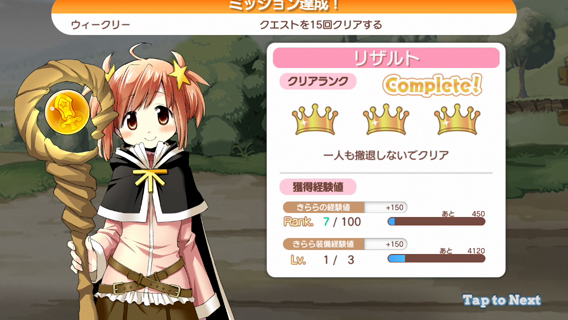 ミッション達成！
ウィークリー クエストを15回クリアする
リザルト
クリアランク Complete!
一人も撤退しないでクリア
獲得経験値
きららの経験値 +150
Rank. 7 / 100 あと 450
きらら装備経験値 +150
Lv. 1 / 3 あと 4120
Tap to Next